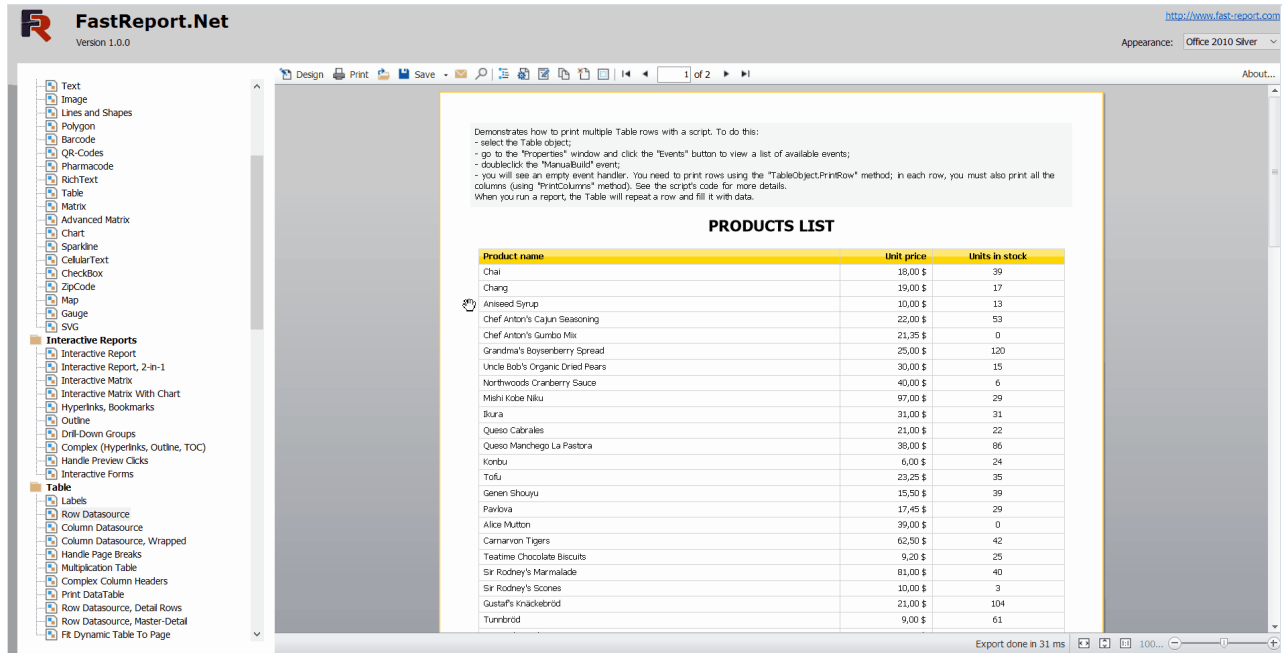 FastReport.Net
Version 1.0.0
http://www.fast-report.com
Appearance: Office 2010 Silver
Design Print Save 1 of 2 About...
Text
Image
Lines and Shapes
Polygon
Barcode
QR-Codes
Pharmacode
RichText
Table
Matrix
Advanced Matrix
Chart
Sparkline
CellularText
CheckBox
ZipCode
Map
Gauge
SVG
Interactive Reports
Interactive Report
Interactive Report, 2-in-1
Interactive Matrix
Interactive Matrix With Chart
Hyperlinks, Bookmarks
Outline
Drill-Down Groups
Complex (Hyperlinks, Outline, TOC)
Handle Preview Clicks
Interactive Forms
Table
Labels
Row Datasource
Column Datasource
Column Datasource, Wrapped
Handle Page Breaks
Multiplication Table
Complex Column Headers
Print DataTable
Row Datasource, Detail Rows
Row Datasource, Master-Detail
Fit Dynamic Table To Page
Demonstrates how to print multiple Table rows with a script. To do this:
- select the Table object;
- go to the "Properties" window and click the "Events" button to view a list of available events;
- doubleclick the "ManualBuild" event;
- you will see an empty event handler. You need to print rows using the "TableObject.PrintRow" method; in each row, you must also print all the
columns (using "PrintColumns" method). See the script's code for more details.
When you run a report, the Table will repeat a row and fill it with data.
PRODUCTS LIST
Product name Unit price Units in stock
Chai 18,00 $ 39
Chang 19,00 $ 17
Aniseed Syrup 10,00 $ 13
Chef Anton's Cajun Seasoning 22,00 $ 53
Chef Anton's Gumbo Mix 21,35 $ 0
Grandma's Boysenberry Spread 25,00 $ 120
Uncle Bob's Organic Dried Pears 30,00 $ 15
Northwoods Cranberry Sauce 40,00 $ 6
Mishi Kobe Niku 97,00 $ 29
Ikura 31,00 $ 31
Queso Cabrales 21,00 $ 22
Queso Manchego La Pastora 38,00 $ 86
Konbu 6,00 $ 24
Tofu 23,25 $ 35
Genen Shouyu 15,50 $ 39
Pavlova 17,45 $ 29
Alice Mutton 39,00 $ 0
Carnarvon Tigers 62,50 $ 42
Teatime Chocolate Biscuits 9,20 $ 25
Sir Rodney's Marmalade 81,00 $ 40
Sir Rodney's Scones 10,00 $ 3
Gustaf's Knäckebröd 21,00 $ 104
Tunnbröd 9,00 $ 61
Export done in 31 ms 100...